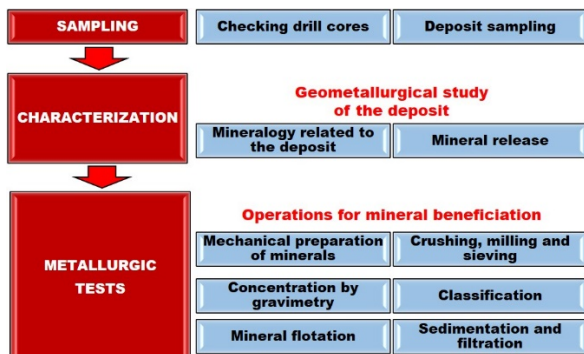 SAMPLING
Checking drill cores
Deposit sampling
CHARACTERIZATION
Geometallurgical study
of the deposit
Mineralogy related to
the deposit
Mineral release
METALLURGIC
TESTS
Operations for mineral beneficiation
Mechanical preparation
of minerals
Crushing, milling and
sieving
Concentration by
gravimetry
Classification
Mineral flotation
Sedimentation and
filtration